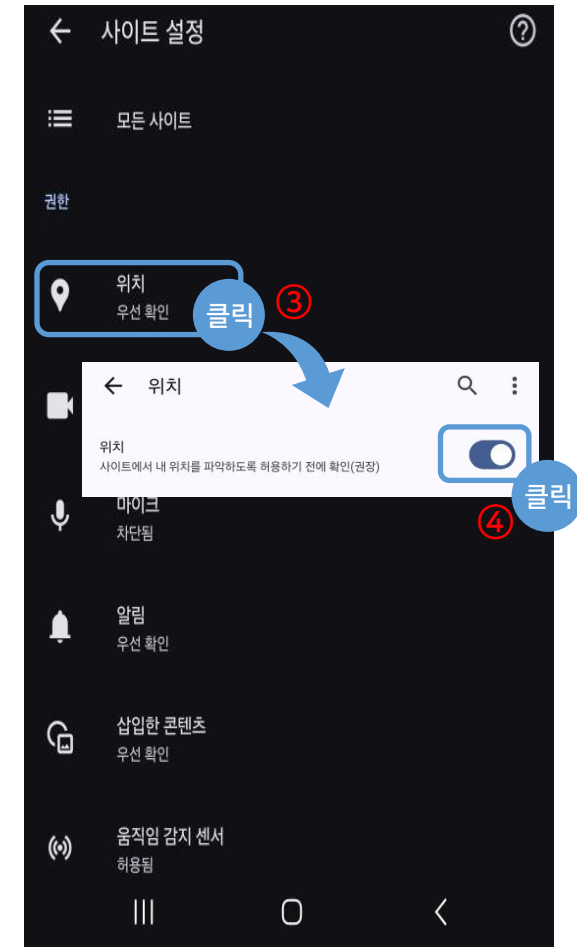 사이트 설정
모든 사이트
권한
위치
우선 확인
클릭
③
위치
위치
사이트에서 내 위치를 파악하도록 허용하기 전에 확인(권장)
클릭
④
마이크
차단됨
알림
우선 확인
삽입한 콘텐츠
우선 확인
움직임 감지 센서
허용됨